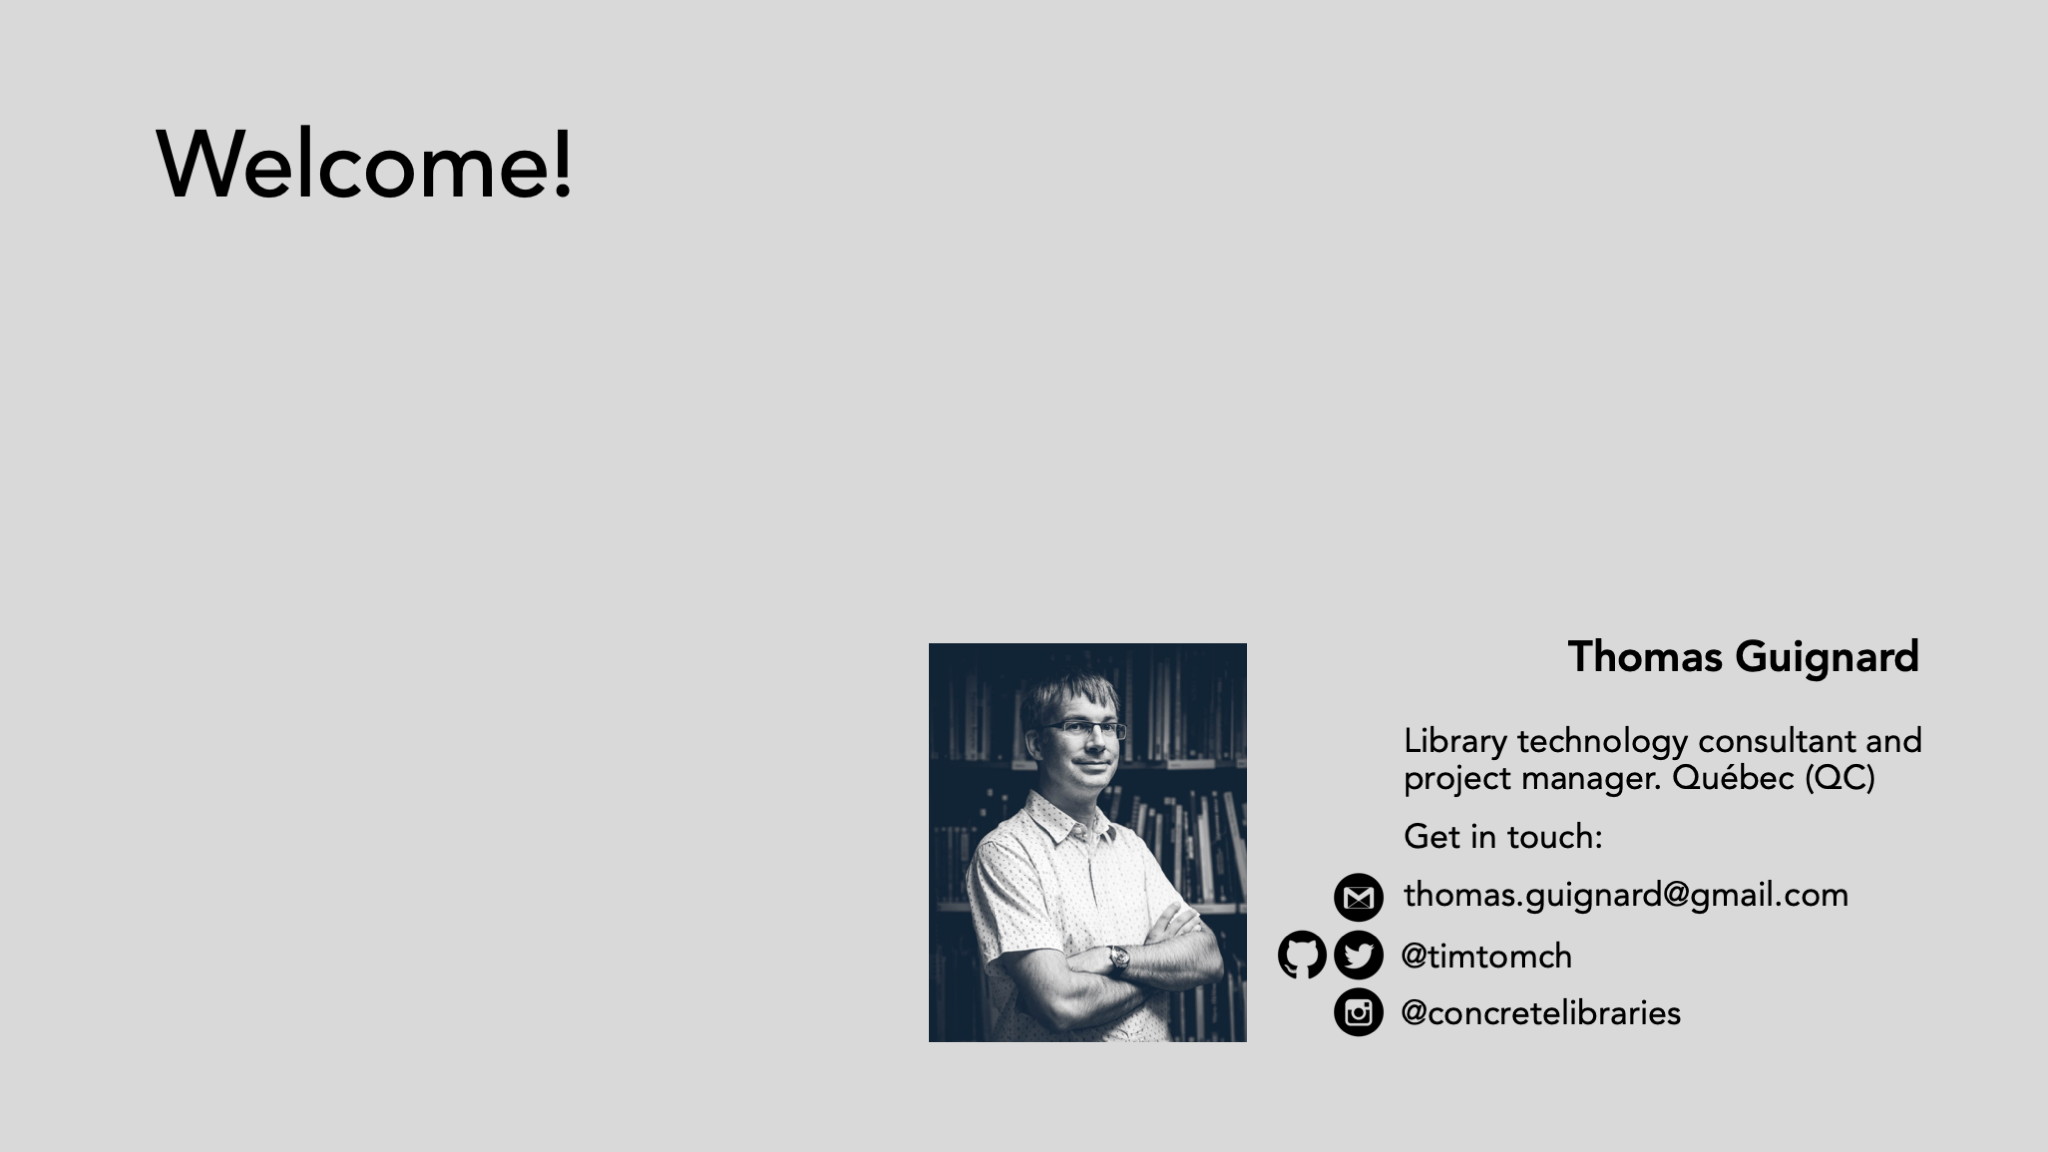 Welcome!
Thomas Guignard
Library technology consultant and
project manager. Québec (QC)
Get in touch:
thomas.guignard@gmail.com
@timtomch
@concretelibraries